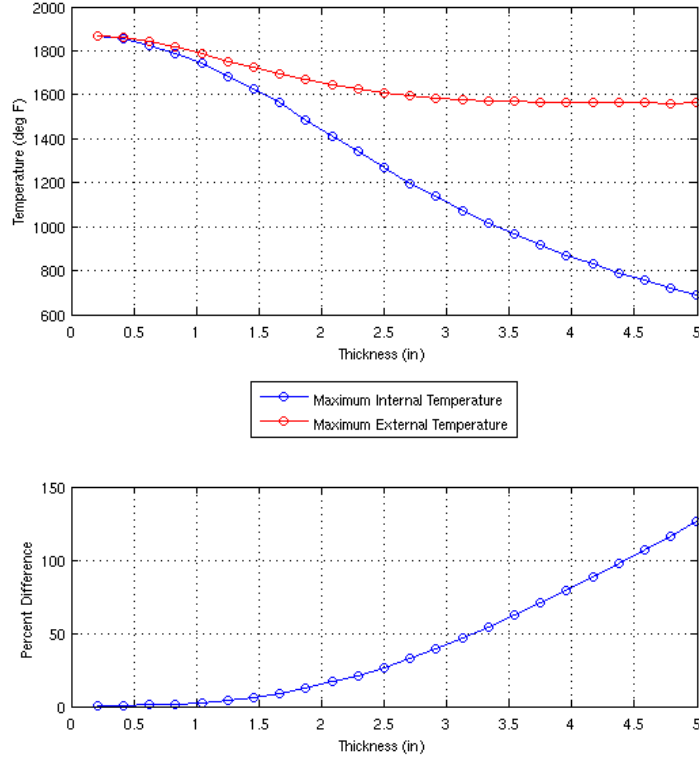 2000
1800
1600
1400
1200
1000
800
600
Temperature (deg F)
0 0.5 1 1.5 2 2.5 3 3.5 4 4.5 5
Thickness (in)
Maximum Internal Temperature
Maximum External Temperature
150
100
50
0
Percent Difference
0 0.5 1 1.5 2 2.5 3 3.5 4 4.5 5
Thickness (in)